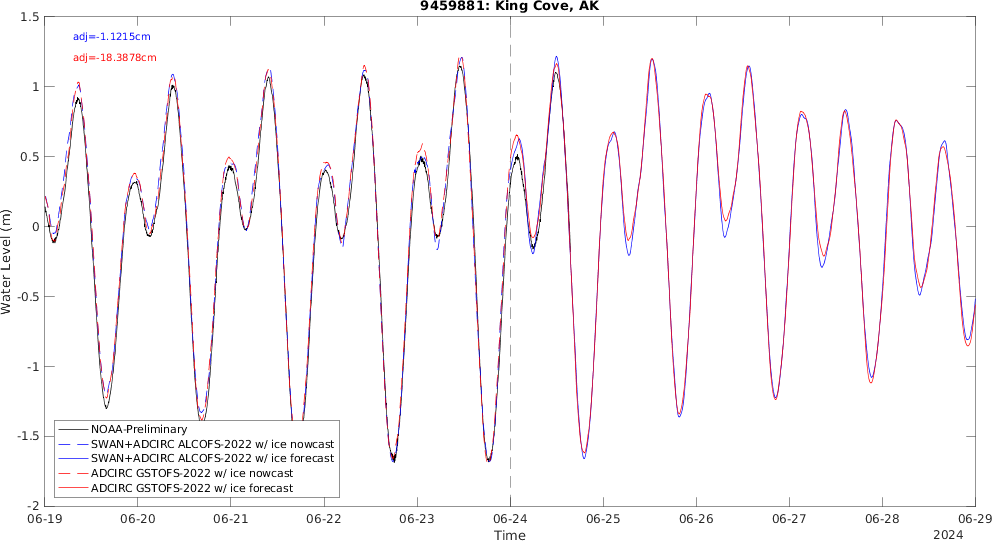 9459881: King Cove, AK
adj=-1.1215cm
adj=-18.3878cm
1.5
1
0.5
0
-0.5
-1
-1.5
-2
Water Level (m)
NOAA-Preliminary
SWAN+ADCIRC ALCOFS-2022 w/ ice nowcast
SWAN+ADCIRC ALCOFS-2022 w/ ice forecast
ADCIRC GSTOFS-2022 w/ ice nowcast
ADCIRC GSTOFS-2022 w/ ice forecast
06-19 06-20 06-21 06-22 06-23 06-24 06-25 06-26 06-27 06-28 06-29
Time
2024